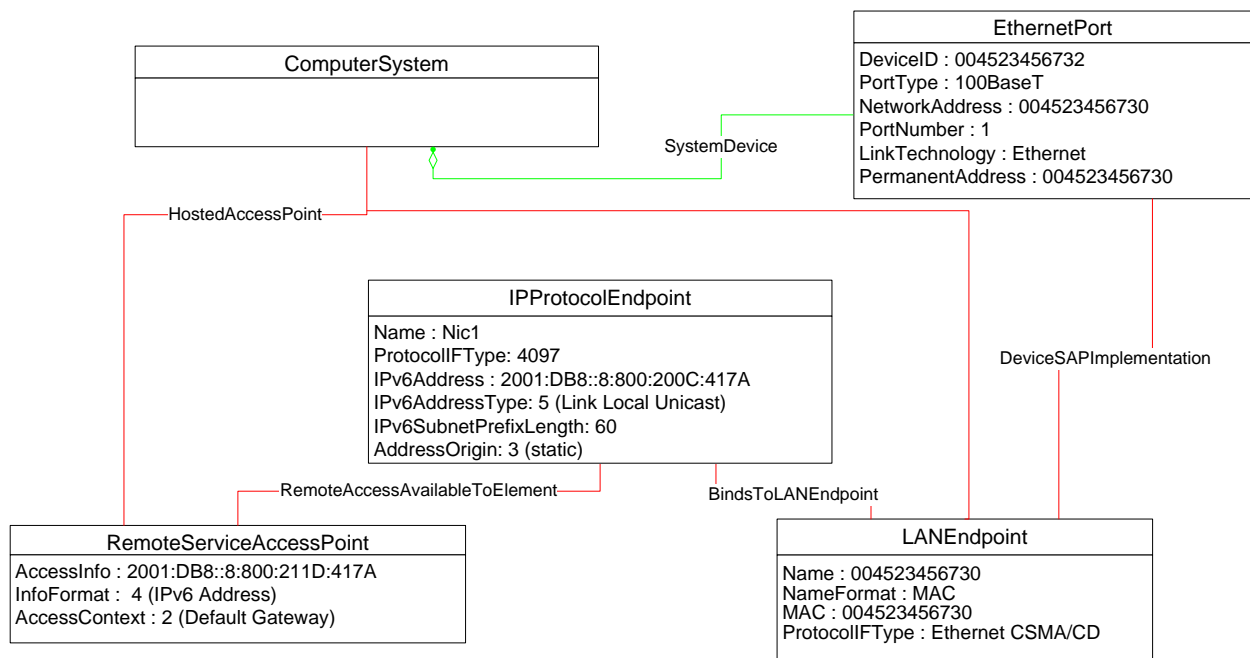 EthernetPort
DeviceID : 004523456732
PortType : 100BaseT
NetworkAddress : 004523456730
PortNumber : 1
LinkTechnology : Ethernet
PermanentAddress : 004523456730
ComputerSystem
SystemDevice
HostedAccessPoint
IPProtocolEndpoint
Name : Nic1
ProtocolIFType: 4097
IPv6Address : 2001:DB8::8:800:200C:417A
IPv6AddressType: 5 (Link Local Unicast)
IPv6SubnetPrefixLength: 60
AddressOrigin: 3 (static)
DeviceSAPImplementation
RemoteAccessAvailableToElement
BindsToLANEndpoint
RemoteServiceAccessPoint
AccessInfo : 2001:DB8::8:800:211D:417A
InfoFormat : 4 (IPv6 Address)
AccessContext : 2 (Default Gateway)
LANEndpoint
Name : 004523456730
NameFormat : MAC
MAC : 004523456730
ProtocolIFType : Ethernet CSMA/CD